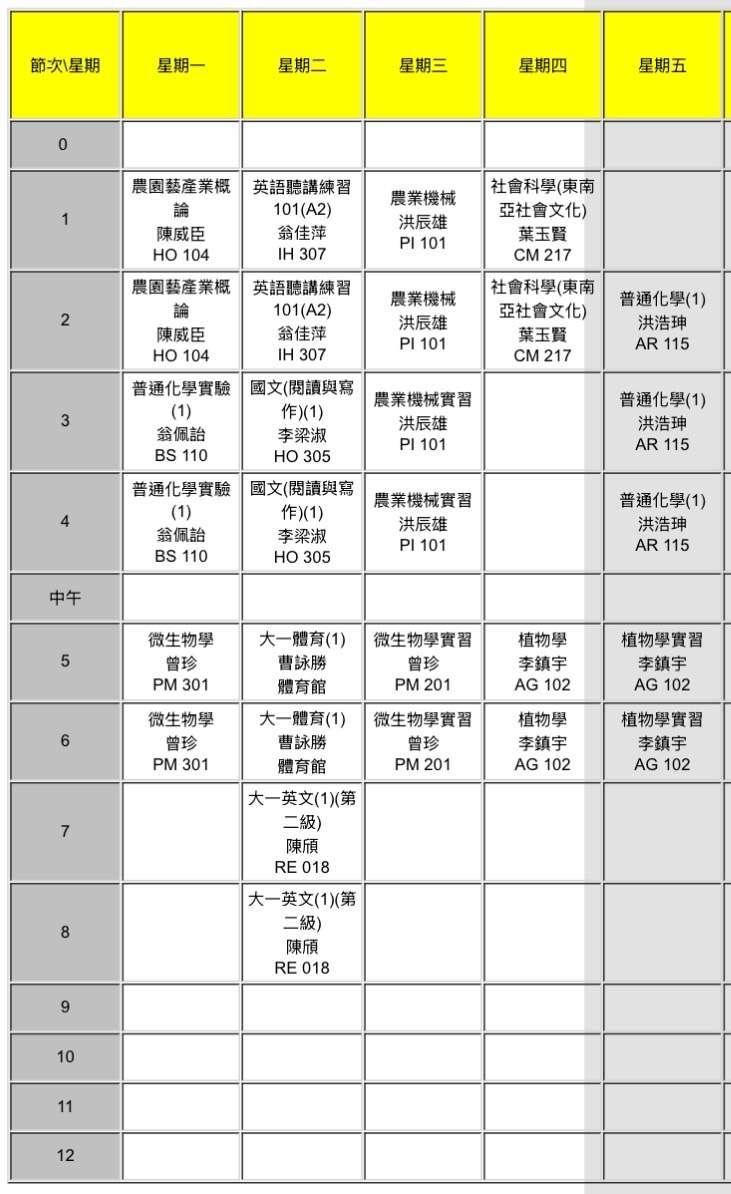 節次\星期 星期一 星期二 星期三 星期四 星期五
0
1
農園藝產業概
論
陳威臣
HO 104
英語聽講練習
101(A2)
翁佳萍
IH 307
農業機械
洪辰雄
PI 101
社會科學(東南
亞社會文化)
葉玉賢
CM 217
2
農園藝產業概
論
陳威臣
HO 104
英語聽講練習
101(A2)
翁佳萍
IH 307
農業機械
洪辰雄
PI 101
社會科學(東南
亞社會文化)
葉玉賢
CM 217
普通化學(1)
洪浩珅
AR 115
3
普通化學實驗
(1)
翁佩詒
BS 110
國文(閱讀與寫
作)(1)
李梁淑
HO 305
農業機械實習
洪辰雄
PI 101
普通化學(1)
洪浩珅
AR 115
4
普通化學實驗
(1)
翁佩詒
BS 110
國文(閱讀與寫
作)(1)
李梁淑
HO 305
農業機械實習
洪辰雄
PI 101
普通化學(1)
洪浩珅
AR 115
中午
5
微生物學
曾珍
PM 301
大一體育(1)
曹詠勝
體育館
微生物學實習
曾珍
PM 201
植物學
李鎮宇
AG 102
植物學實習
李鎮宇
AG 102
6
微生物學
曾珍
PM 301
大一體育(1)
曹詠勝
體育館
微生物學實習
曾珍
PM 201
植物學
李鎮宇
AG 102
植物學實習
李鎮宇
AG 102
7
大一英文(1)(第
二級)
陳頎
RE 018
8
大一英文(1)(第
二級)
陳頎
RE 018
9
10
11
12